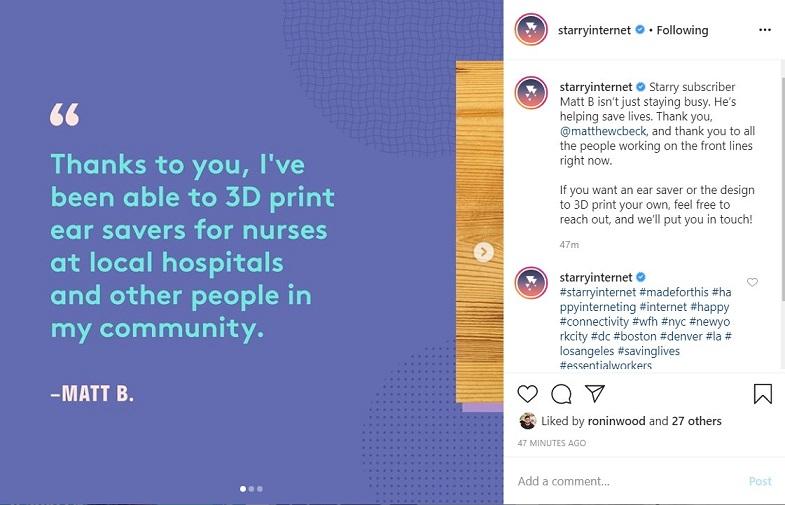 “
Thanks to you, I've
been able to 3D print
ear savers for nurses
at local hospitals
and other people in
my community.
–MATT B.
starryinternet • Following
starryinternet Starry subscriber
Matt B isn't just staying busy. He's
helping save lives. Thank you,
@matthewcbeck, and thank you to all
the people working on the front lines
right now.
If you want an ear saver or the design
to 3D print your own, feel free to
reach out, and we'll put you in touch!
47m
starryinternet
#starryinternet #madeforthis #ha
ppyinterneting #internet #happy
#connectivity #wfh #nyc #newyo
rkcity #dc #boston #denver #la #
losangeles #savinglives
#essentialworkers
Liked by roninwood and 27 others
47 MINUTES AGO
Add a comment...
Post